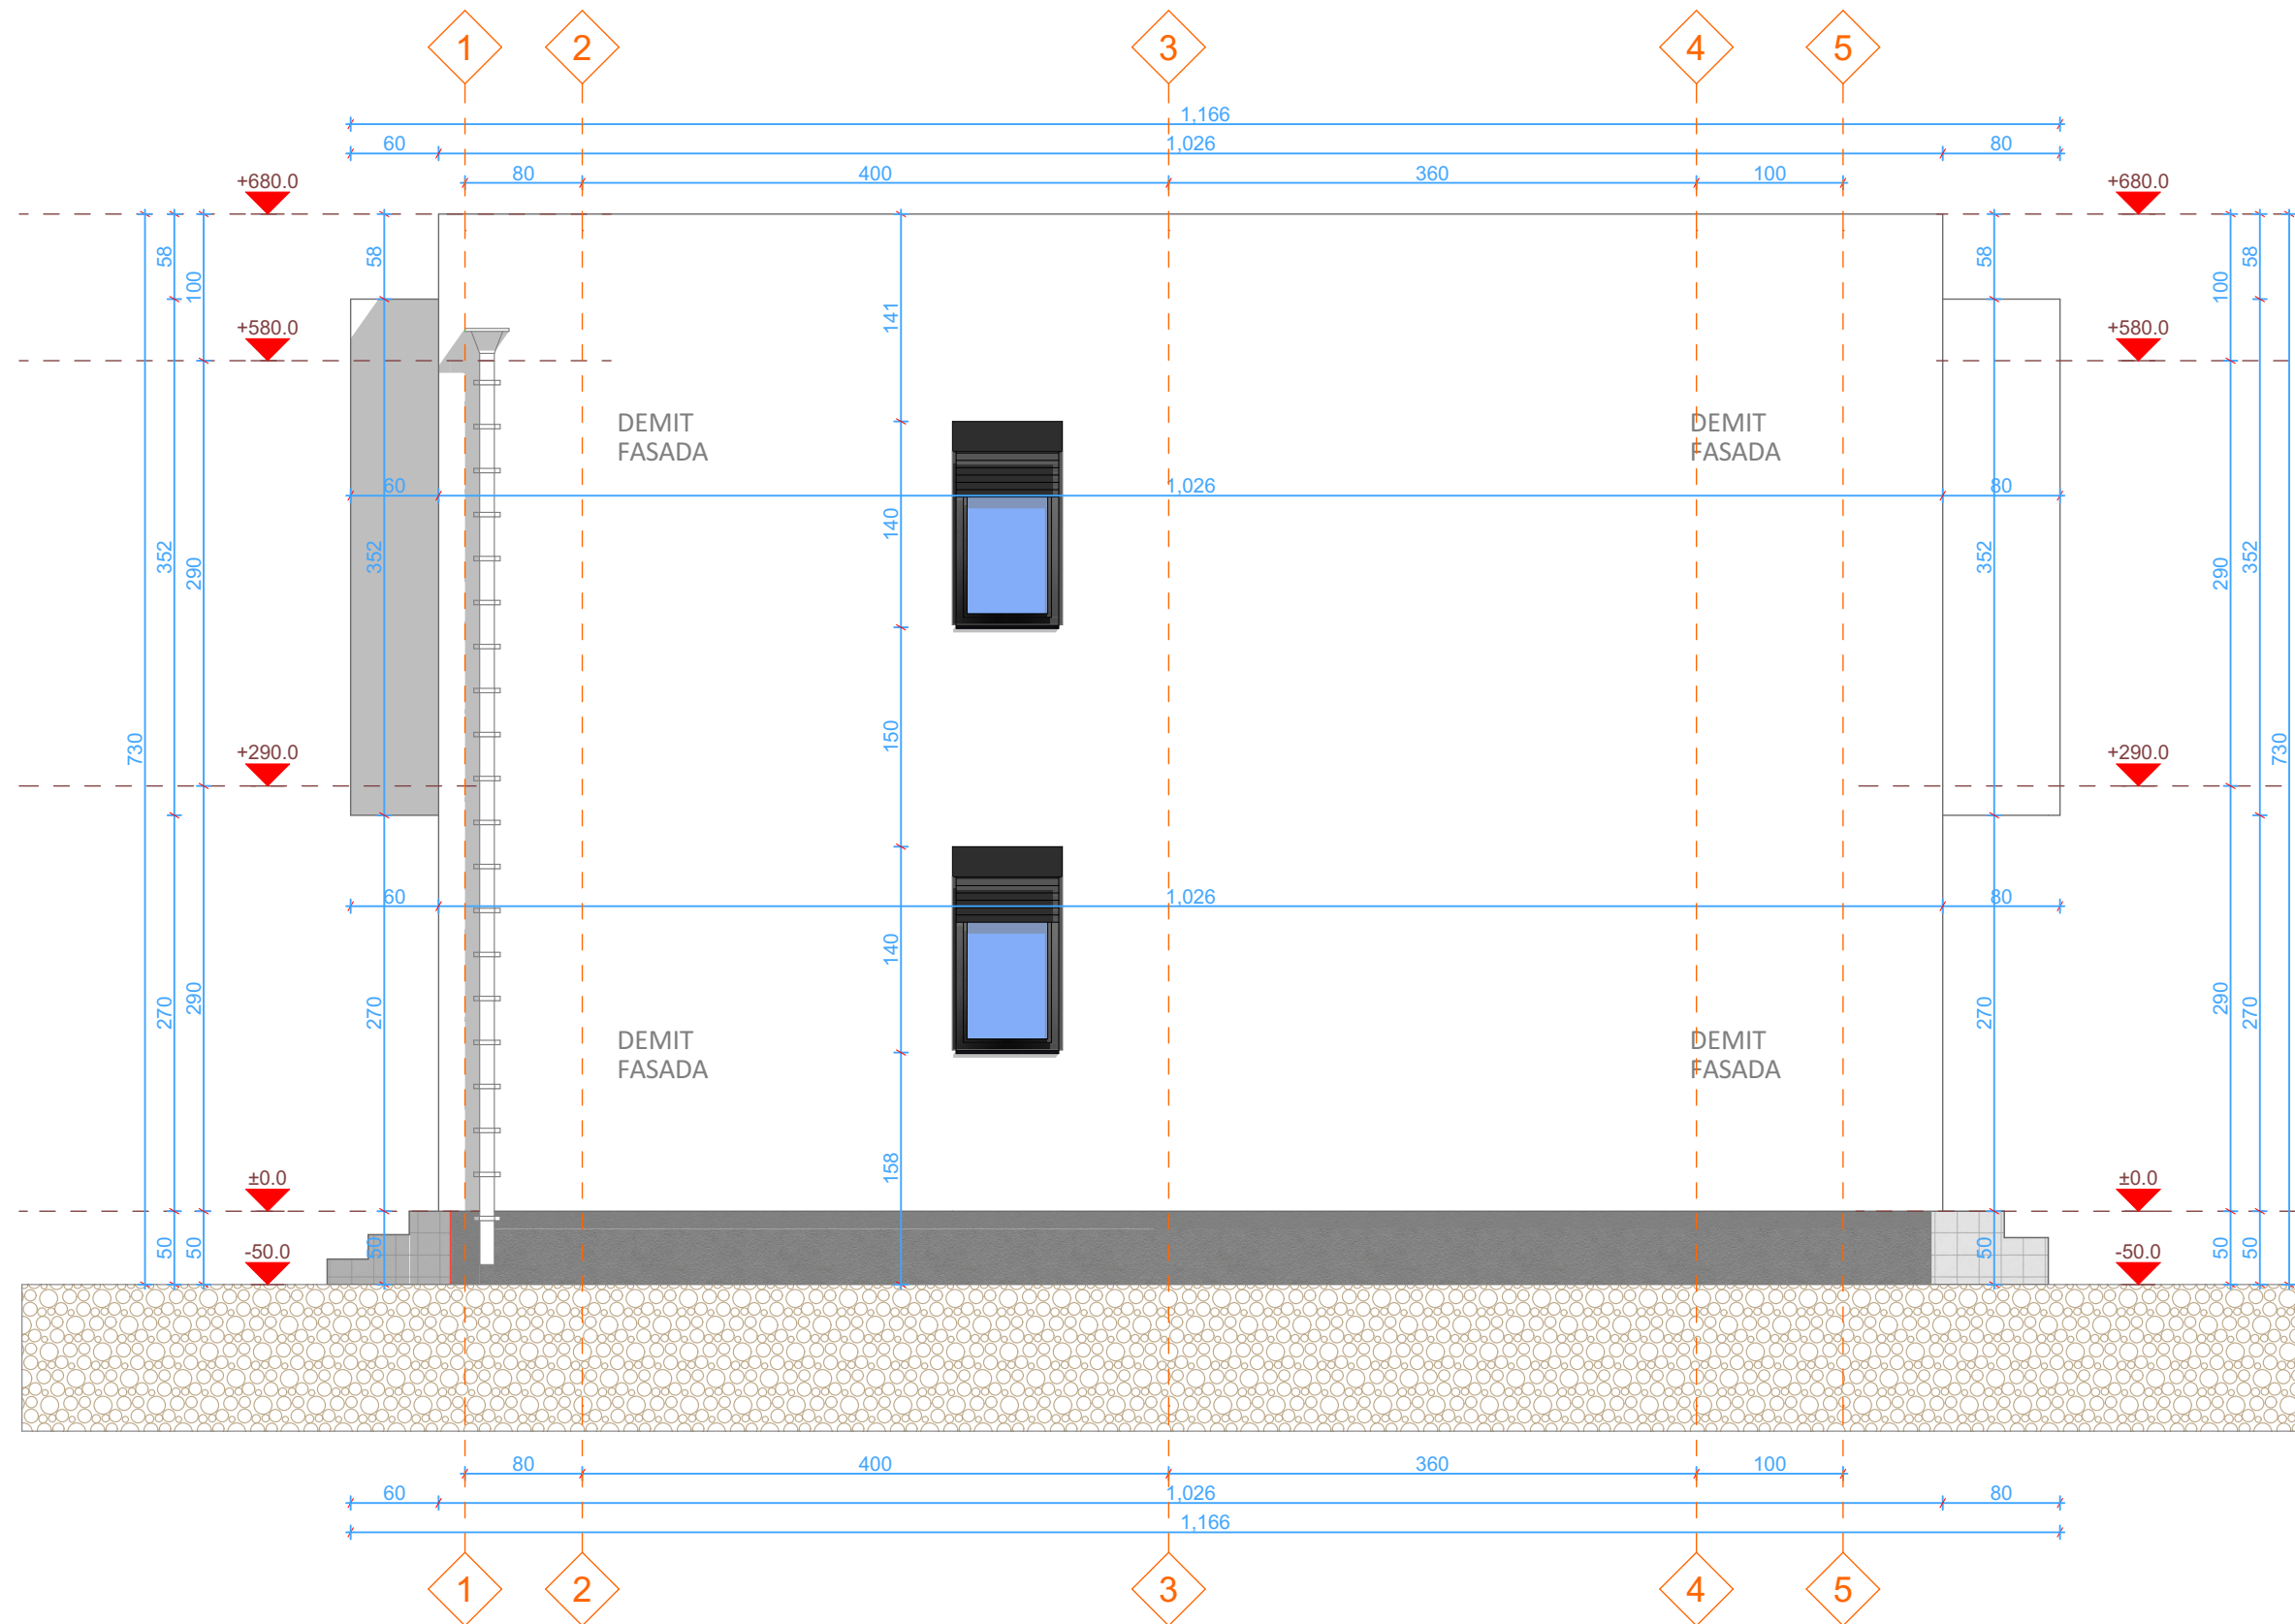 1 2 3 4 5
1,166
60 1,026 80
80 400 360 100
+680.0 +680.0
58 58 58 58
100 100
141
+580.0 +580.0
DEMIT DEMIT
FASADA FASADA
60 1,026 80
140
352 352 352 352
290 290
730 730
150
+290.0 +290.0
60 1,026 80
140
270 290 270 270 290 270
DEMIT DEMIT
FASADA FASADA
158
±0.0 ±0.0
50 50 50 50 50 50
-50.0 -50.0
80 400 360 100
60 1,026 80
1,166
1 2 3 4 5